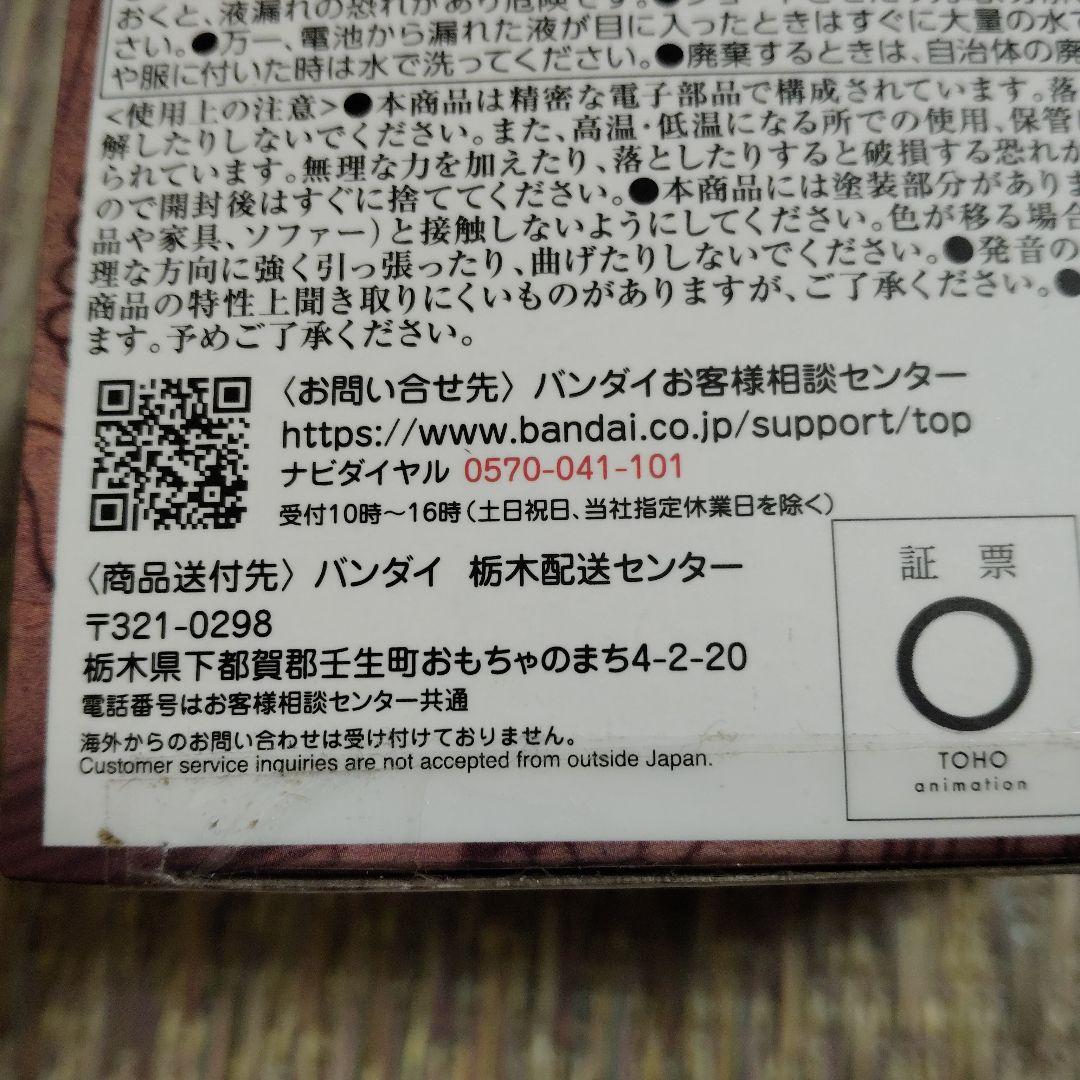 おくと、液漏れの恐れがあり危険です。
さい。●万一、電池から漏れた液が目に入ったときはすぐに大量の水で
や服に付いた時は水で洗ってください。●廃棄するときは、自治体の廃
<使用上の注意>●本商品は精密な電子部品で構成されています。落
解したりしないでください。また、高温・低温になる所での使用、保管
られています。無理な力を加えたり、落としたりすると破損する恐れが
ので開封後はすぐに捨ててください。●本商品には塗装部分がありま
品や家具、ソファー)と接触しないようにしてください。色が移る場合
理な方向に強く引っ張ったり、曲げたりしないでください。●発音の
商品の特性上聞き取りにくいものがありますが、ご了承ください。●
ます。予めご了承ください。
〈お問い合せ先〉バンダイお客様相談センター
https://www.bandai.co.jp/support/top
ナビダイヤル 0570-041-101
受付10時～16時(土日祝日、当社指定休業日を除く)
〈商品送付先〉バンダイ 栃木配送センター
〒321-0298
栃木県下都賀郡壬生町おもちゃのまち4-2-20
電話番号はお客様相談センター共通
海外からのお問い合わせは受け付けておりません。
Customer service inquiries are not accepted from outside Japan.
証 票
TOHO
animation